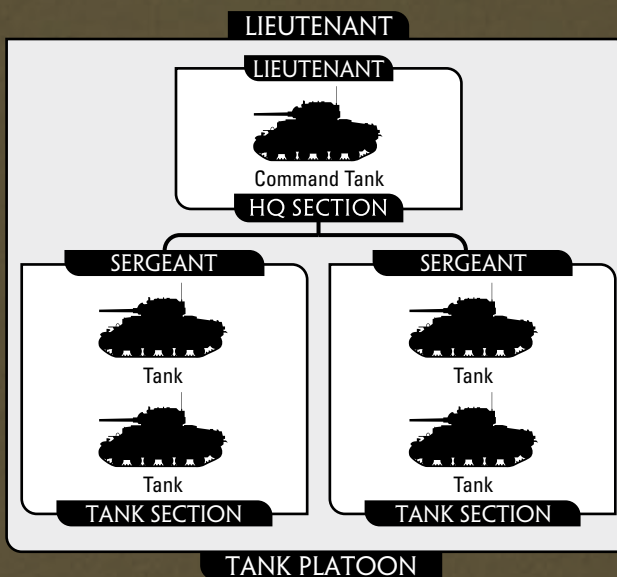 LIEUTENANT
LIEUTENANT
Command Tank
HQ SECTION
SERGEANT
Tank
Tank
TANK SECTION
SERGEANT
Tank
Tank
TANK SECTION
TANK PLATOON